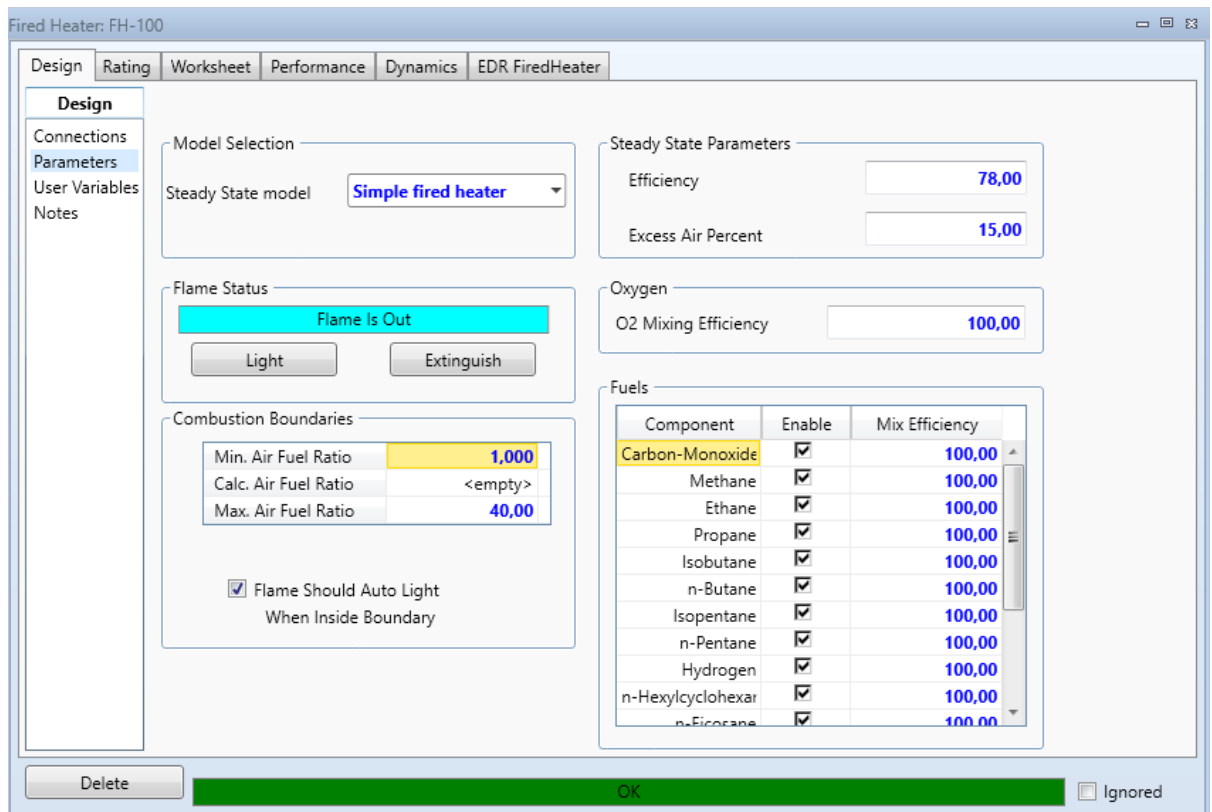 Fired Heater: FH-100
Design Rating Worksheet Performance Dynamics EDR FiredHeater
Design
Connections
Parameters
User Variables
Notes
Model Selection
Steady State model Simple fired heater
Steady State Parameters
Efficiency 78,00
Excess Air Percent 15,00
Flame Status
Flame Is Out
Light Extinguish
Oxygen
O2 Mixing Efficiency 100,00
Combustion Boundaries
Min. Air Fuel Ratio 1,000
Calc. Air Fuel Ratio <empty>
Max. Air Fuel Ratio 40,00
Flame Should Auto Light
When Inside Boundary
Fuels
Component Enable Mix Efficiency
Carbon-Monoxide 100,00
Methane 100,00
Ethane 100,00
Propane 100,00
Isobutane 100,00
n-Butane 100,00
Isopentane 100,00
n-Pentane 100,00
Hydrogen 100,00
n-Hexylcyclohexar 100,00
n-Eicosane 100,00
Delete OK Ignored